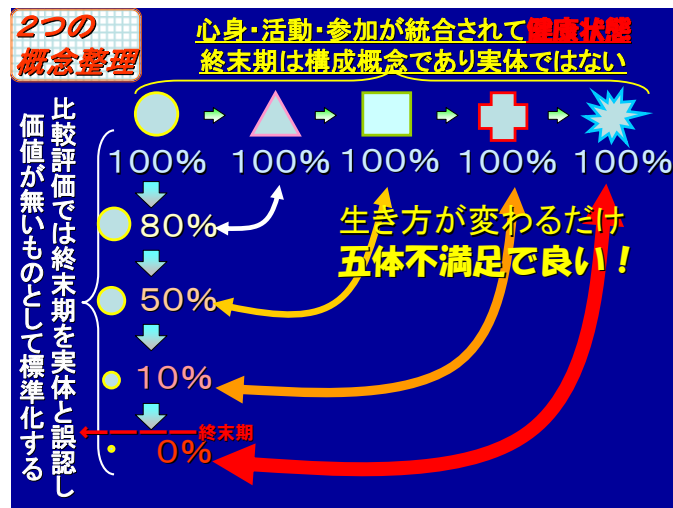 2つの
概念整理
心身・活動・参加が統合されて健康状態
終末期は構成概念であり実体ではない
100% 100% 100% 100% 100%
80%
50%
10%
終末期
0%
生き方が変わるだけ
五体不満足で良い！
比較評価では終末期を実体と誤認し
価値が無いものとして標準化する